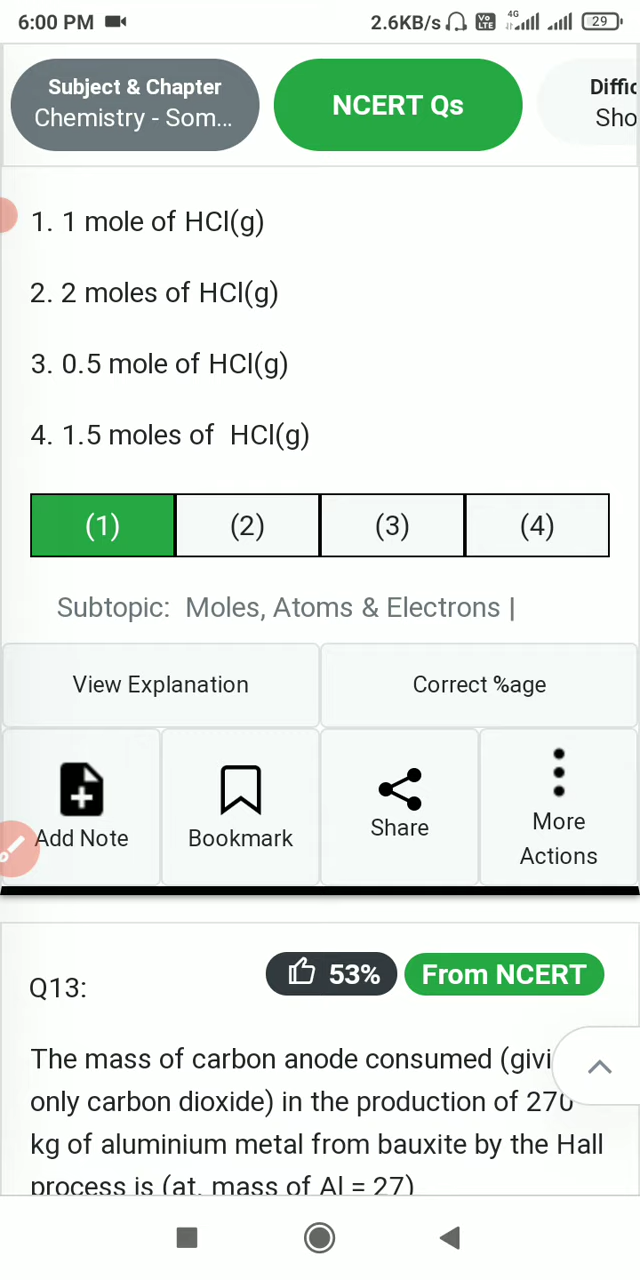 6:00 PM 2.6KB/s Vo LTE 4G 29
Subject & Chapter
Chemistry - Som...
NCERT Qs
Sho
1. 1 mole of HCl(g)
2. 2 moles of HCl(g)
3. 0.5 mole of HCl(g)
4. 1.5 moles of HCl(g)
(1) (2) (3) (4)
Subtopic: Moles, Atoms & Electrons |
View Explanation Correct %age
Add Note Bookmark Share More
Actions
Q13: 53% From NCERT
The mass of carbon anode consumed (givi
only carbon dioxide) in the production of 270
kg of aluminium metal from bauxite by the Hall
process is (at. mass of Al = 27)